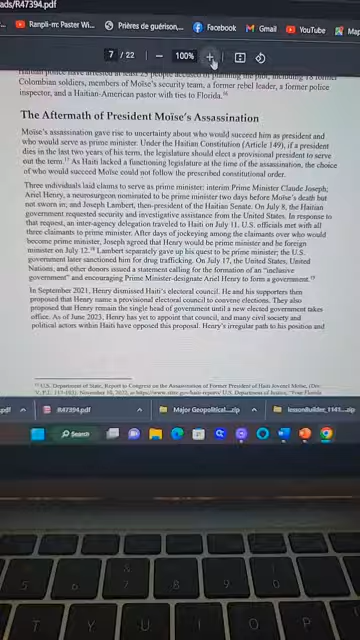 ads/R47394.pdf
Ranpli-m: Paster Wi...
Prières de guérison,...
Facebook
Gmail
YouTube
Map
7 / 22
100%
Haitian police have arrested at least 25 people accused of planning the plot, including 18 former
Colombian soldiers, members of Moïse's security team, a former rebel leader, a former police
inspector, and a Haitian-American pastor with ties to Florida.16
The Aftermath of President Moïse's Assassination
Moïse's assassination gave rise to uncertainty about who would succeed him as president and
who would serve as prime minister. Under the Haitian Constitution (Article 149), if a president
dies in the last two years of his term, the legislature should elect a provisional president to serve
out the term.17 As Haiti lacked a functioning legislature at the time of the assassination, the choice
of who would succeed Moïse could not follow the prescribed constitutional order.
Three individuals laid claims to serve as prime minister: interim Prime Minister Claude Joseph;
Ariel Henry, a neurosurgeon nominated to be prime minister two days before Moïse's death but
not sworn in; and Joseph Lambert, then-president of the Haitian Senate. On July 8, the Haitian
government requested security and investigative assistance from the United States. In response to
that request, an inter-agency delegation traveled to Haiti on July 11. U.S. officials met with all
three claimants to prime minister. After days of jockeying among the claimants over who would
become prime minister, Joseph agreed that Henry would be prime minister and he foreign
minister on July 12.18 Lambert separately gave up his quest to be prime minister; the U.S.
government later sanctioned him for drug trafficking. On July 17, the United States, United
Nations, and other donors issued a statement calling for the formation of an "inclusive
government" and encouraging Prime Minister-designate Ariel Henry to form a government.19
In September 2021, Henry dismissed Haiti's electoral council. He and his supporters then
proposed that Henry name a provisional electoral council to convene elections. They also
proposed that Henry remain the single head of government until a new elected government takes
office. As of June 2023, Henry has yet to appoint that council, and many civil society and
political actors within Haiti have opposed this proposal. Henry's irregular path to his position and
U.S. Department of State, Report to Congress on the Assassination of Former President of Haiti Jovenel Moïse, (Div.
.pdf
R47394.pdf
Major Geopolitical....zip
lessonBuilder_1141...zip
Search
5
6
&
7
8
9
0
T
Y
U
I
O
P